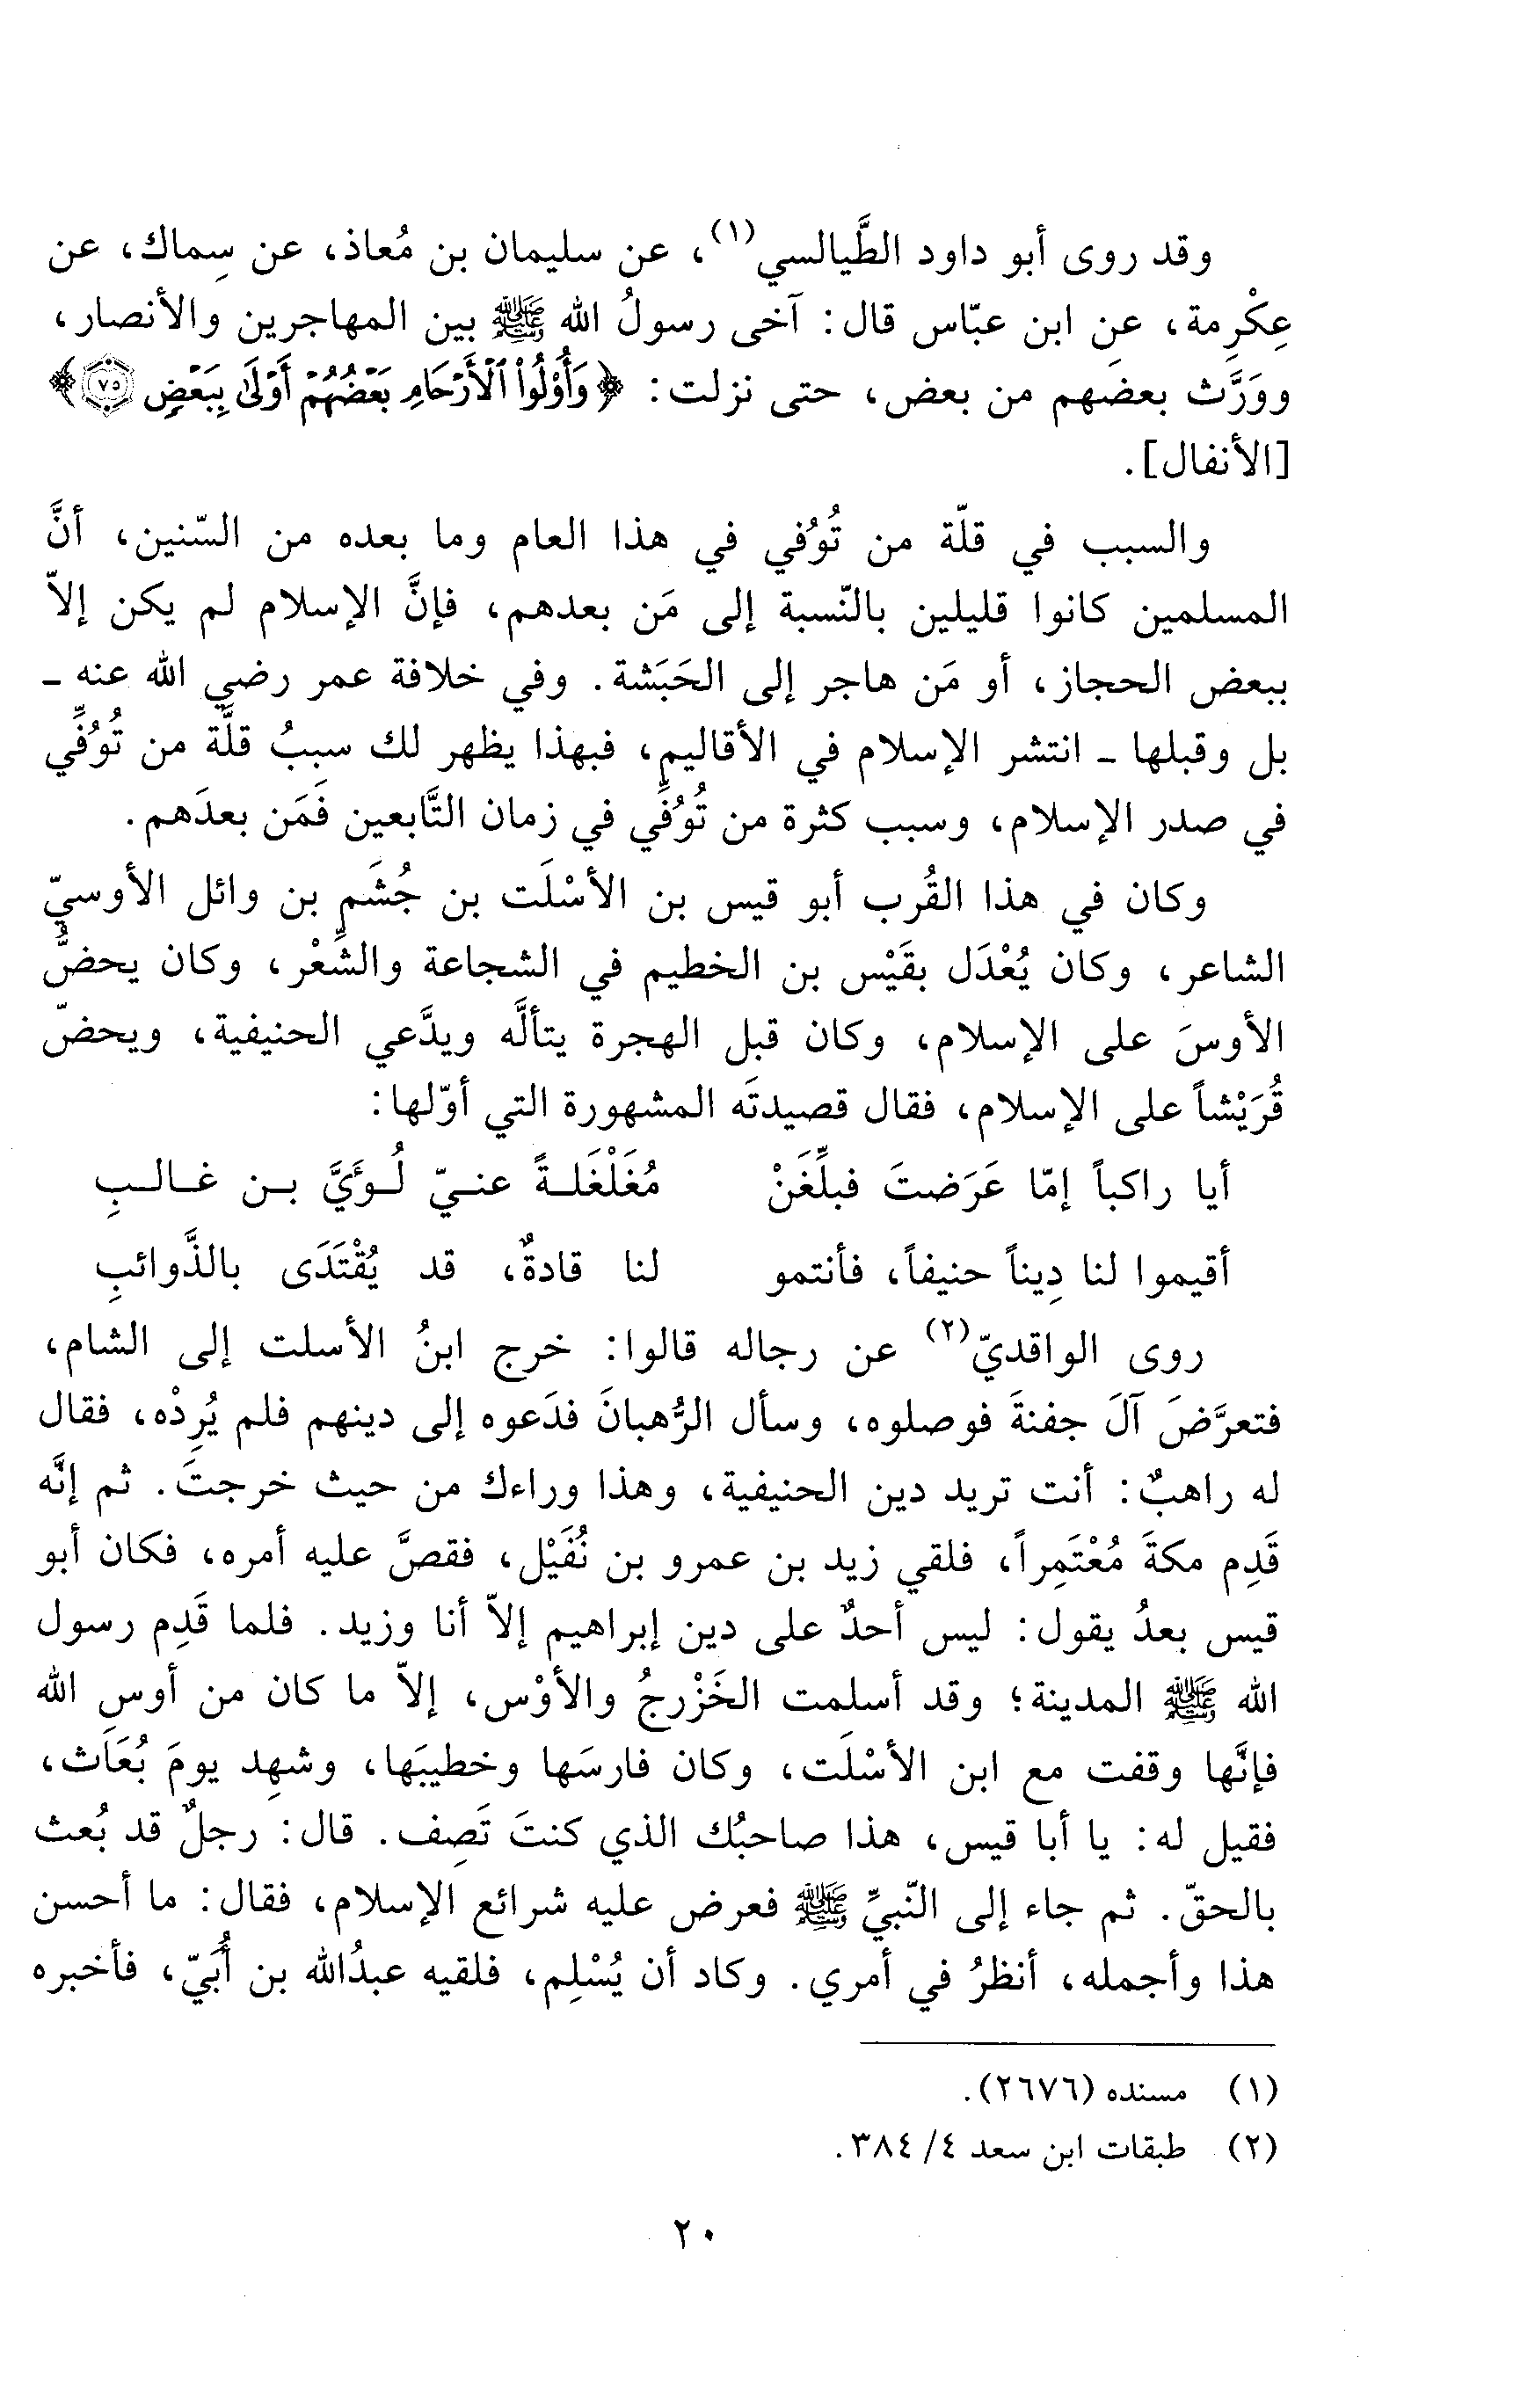 وقد روى أبو داود الطَّيالسي(١)، عن سليمان بن مُعاذ، عن سِماك، عن
عِكْرِمة، عن ابن عبّاس قال: آخى رسولُ الله ﷺ بين المهاجرين والأنصار،
ووَرَّث بعضهم من بعض، حتى نزلت: ﴿وَأُوْلُوا۟ ٱلْأَرْحَامِ بَعْضُهُمْ أَوْلَىٰ بِبَعْضٍ ٧٥﴾
[الأنفال].
والسبب في قلّة من تُوُفي في هذا العام وما بعده من السّنين، أنَّ
المسلمين كانوا قليلين بالنّسبة إلى مَن بعدهم، فإنَّ الإسلام لم يكن إلاّ
ببعض الحجاز، أو مَن هاجر إلى الحَبَشة. وفي خلافة عمر رضي الله عنه -
بل وقبلها - انتشر الإسلام في الأقاليم، فبهذا يظهر لك سببُ قلَّة من تُوُفِّي
في صدر الإسلام، وسبب كثرة من تُوُفِّي في زمان التَّابعين فَمَن بعدَهم.
وكان في هذا القُرب أبو قيس بن الأسْلَت بن جُشَم بن وائل الأوسيّ
الشاعر، وكان يُعْدَل بقَيْس بن الخطيم في الشجاعة والشِّعْر، وكان يحضُّ
الأوسَ على الإسلام، وكان قبل الهجرة يتألَّه ويدَّعي الحنيفية، ويحضّ
قُرَيْشاً على الإسلام، فقال قصيدتَه المشهورة التي أوّلها:
أيا راكباً إمّا عَرَضتَ فبلِّغَنْ مُغَلْغَلةً عنيّ لُؤَيَّ بن غالبِ
أقيموا لنا دِيناً حنيفاً، فأنتمو لنا قادةٌ، قد يُقْتَدَى بالذَّوائبِ
روى الواقديّ(٢) عن رجاله قالوا: خرج ابنُ الأسلت إلى الشام،
فتعرَّضَ آلَ جفنةَ فوصلوه، وسأل الرُّهبانَ فدَعوه إلى دينهم فلم يُرِدْه، فقال
له راهبٌ: أنت تريد دين الحنيفية، وهذا وراءك من حيث خرجتَ. ثم إنَّه
قَدِم مكةَ مُعْتَمِراً، فلقي زيد بن عمرو بن نُفَيْل، فقصَّ عليه أمره، فكان أبو
قيس بعدُ يقول: ليس أحدٌ على دين إبراهيم إلاّ أنا وزيد. فلما قَدِم رسول
الله ﷺ المدينة؛ وقد أسلمت الخَزْرجُ والأوْس، إلاّ ما كان من أوسِ الله
فإنَّها وقفت مع ابن الأسْلَت، وكان فارسَها وخطيبَها، وشهِد يومَ بُعَاث،
فقيل له: يا أبا قيس، هذا صاحبُك الذي كنتَ تَصِف. قال: رجلٌ قد بُعث
بالحقّ. ثم جاء إلى النّبيِّ ﷺ فعرض عليه شرائع الإسلام، فقال: ما أحسن
هذا وأجمله، أنظرُ في أمري. وكاد أن يُسْلِم، فلقيه عبدُالله بن أُبَيّ، فأخبره
(١) مسنده (٢٦٧٦).
(٢) طبقات ابن سعد ٤/ ٣٨٤.
٢٠